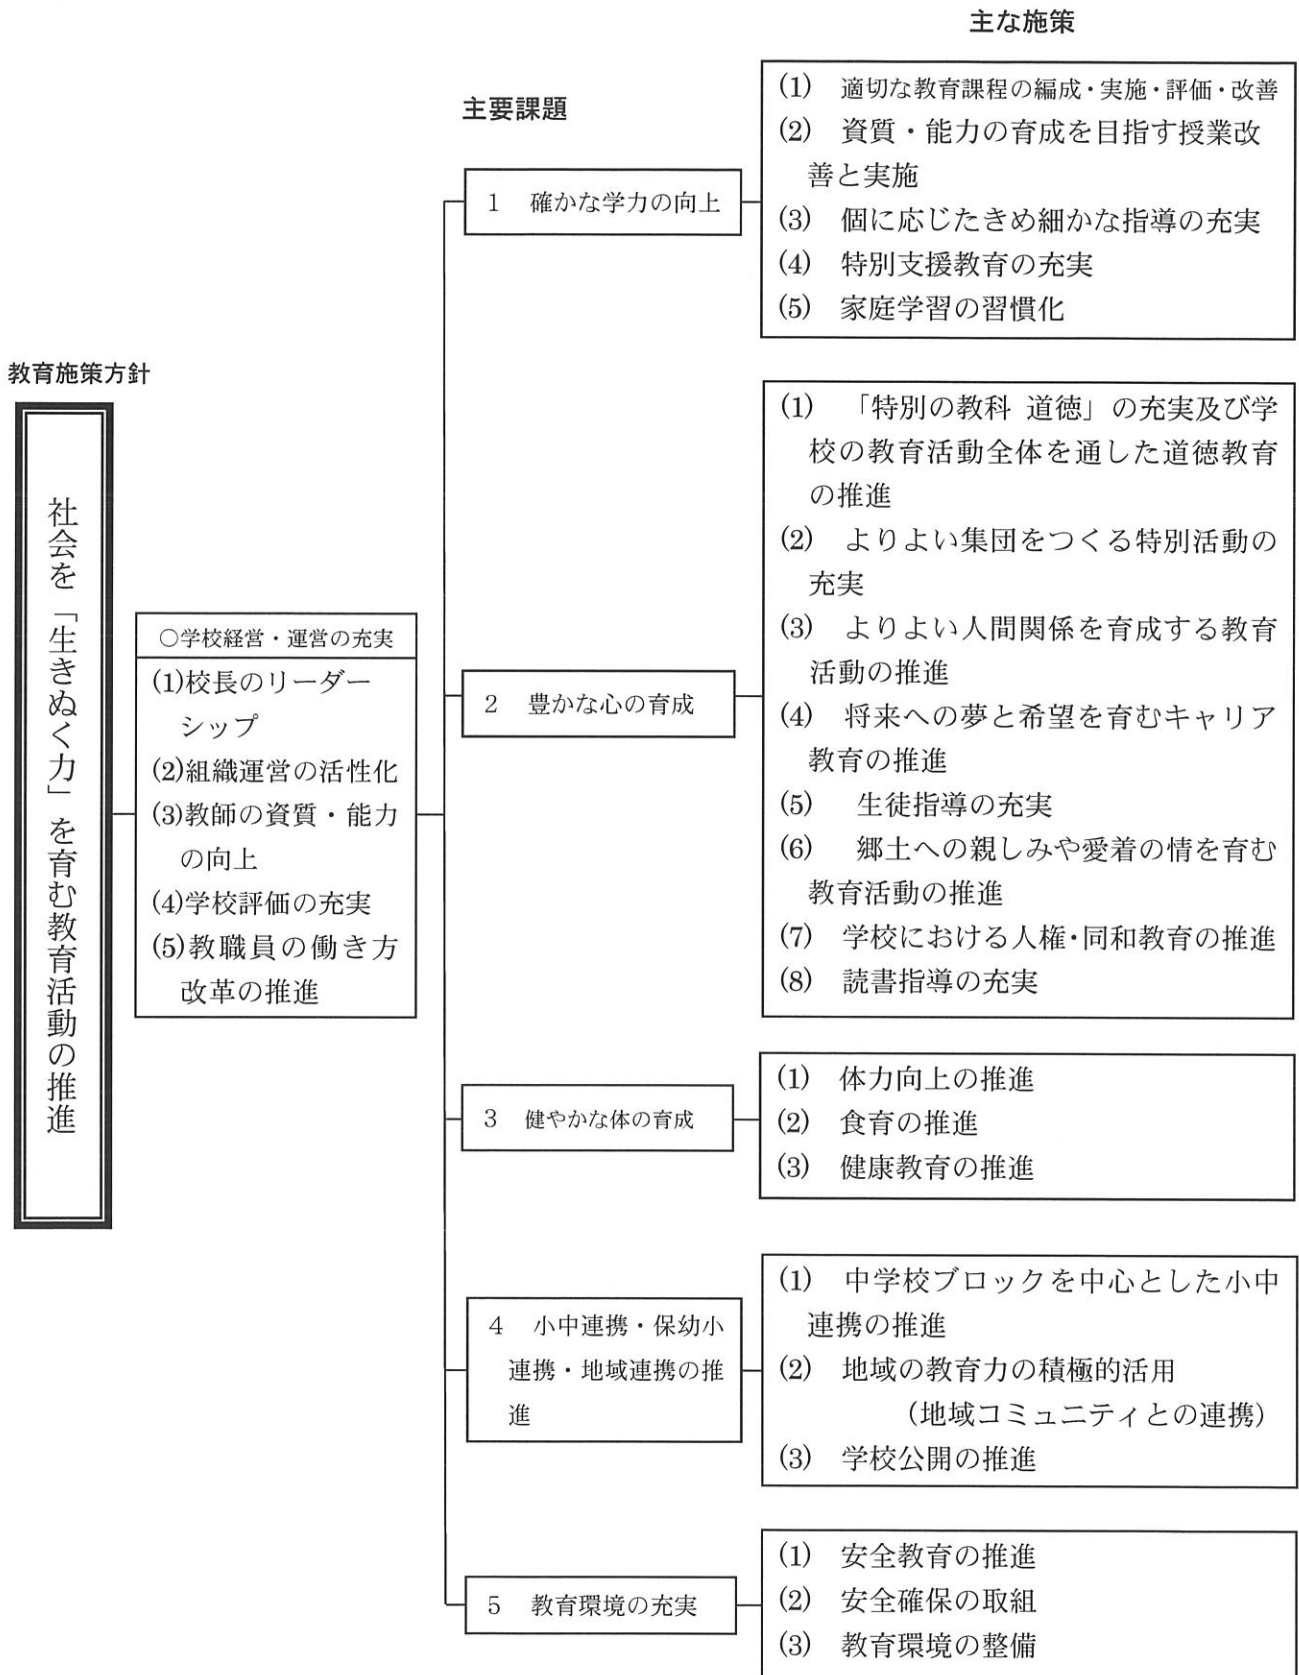 教育施策方針
社会を「生きぬく力」を育む教育活動の推進
○学校経営・運営の充実
(1)校長のリーダー
シップ
(2)組織運営の活性化
(3)教師の資質・能力
の向上
(4)学校評価の充実
(5)教職員の働き方
改革の推進
主要課題
主な施策
1 確かな学力の向上
(1) 適切な教育課程の編成・実施・評価・改善
(2) 資質・能力の育成を目指す授業改
善と実施
(3) 個に応じたきめ細かな指導の充実
(4) 特別支援教育の充実
(5) 家庭学習の習慣化
2 豊かな心の育成
(1) 「特別の教科 道徳」の充実及び学
校の教育活動全体を通した道徳教育
の推進
(2) よりよい集団をつくる特別活動の
充実
(3) よりよい人間関係を育成する教育
活動の推進
(4) 将来への夢と希望を育むキャリア
教育の推進
(5) 生徒指導の充実
(6) 郷土への親しみや愛着の情を育む
教育活動の推進
(7) 学校における人権・同和教育の推進
(8) 読書指導の充実
3 健やかな体の育成
(1) 体力向上の推進
(2) 食育の推進
(3) 健康教育の推進
4 小中連携・保幼小
連携・地域連携の推
進
(1) 中学校ブロックを中心とした小中
連携の推進
(2) 地域の教育力の積極的活用
（地域コミュニティとの連携）
(3) 学校公開の推進
5 教育環境の充実
(1) 安全教育の推進
(2) 安全確保の取組
(3) 教育環境の整備